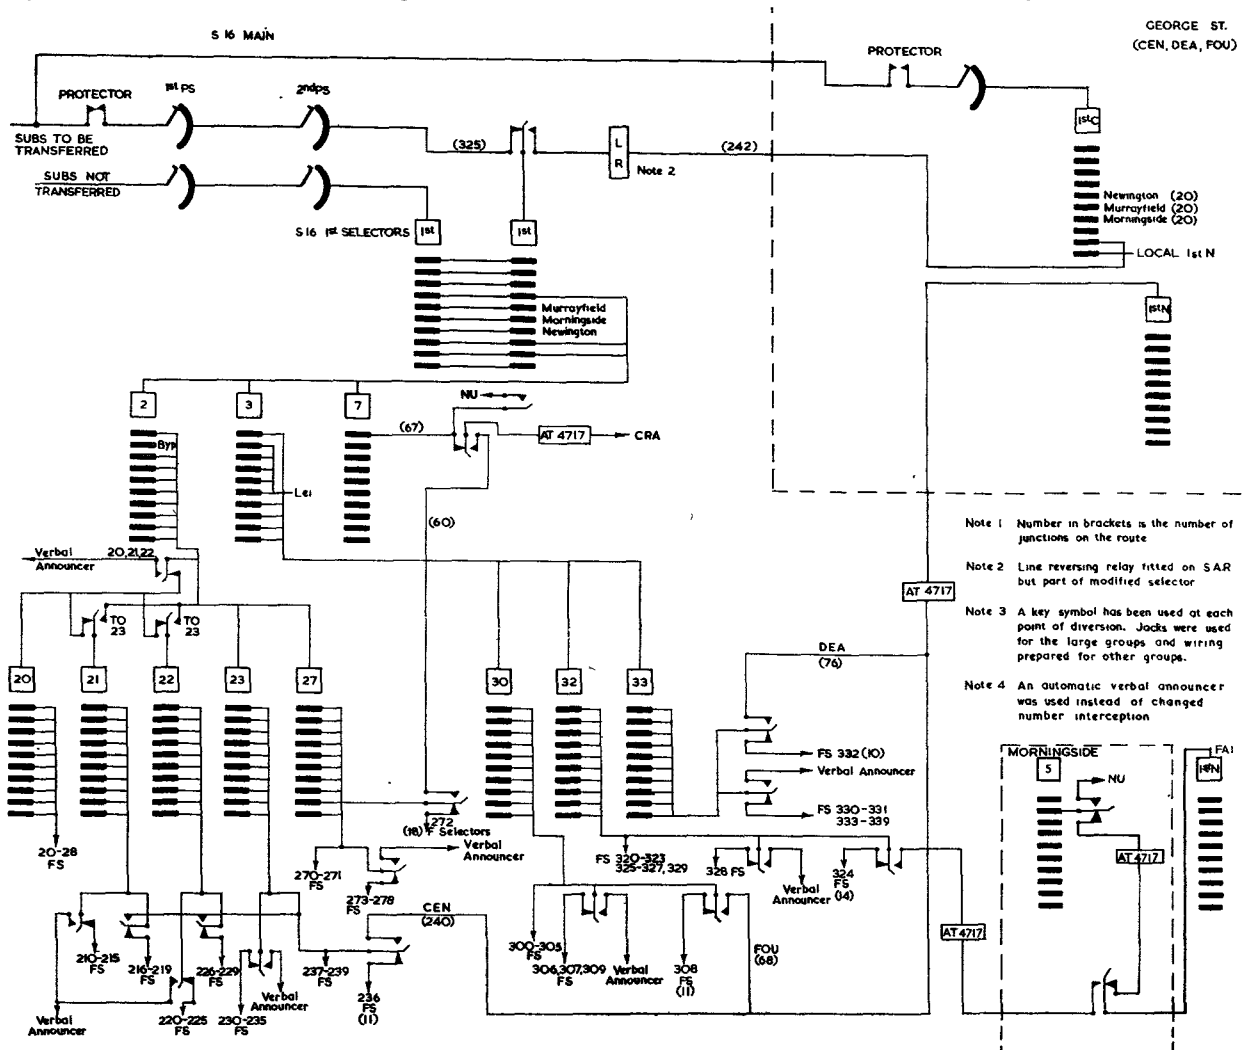 GEORGE ST.
(CEN, DEA, FOU)
S 16 MAIN
PROTECTOR
PROTECTOR
1st PS
2nd PS
1st C
SUBS TO BE
TRANSFERRED
(325)
L
R
Note 2
(242)
SUBS NOT
TRANSFERRED
Newington (20)
Murrayfield (20)
Morningside (20)
S 16 1st SELECTORS
1st
1st
LOCAL 1st N
Murrayfield
Morningside
Newington
1st N
2
3
7
NU
(67)
AT 4717
CRA
Byp
Lei
(60)
Verbal
Announcer
20,21,22
TO
23
TO
23
AT 4717
Note 1 Number in brackets is the number of
junctions on the route
Note 2 Line reversing relay fitted on S.A.R
but part of modified selector
Note 3 A key symbol has been used at each
point of diversion. Jacks were used
for the large groups and wiring
prepared for other groups.
Note 4 An automatic verbal announcer
was used instead of changed
number interception
DEA
(76)
20
21
22
23
27
30
32
33
FS 332 (10)
Verbal Announcer
FS 330-331
333-339
MORNINGSIDE
5
NU
FAI
1st N
AT 4717
272
(18) F Selectors
Verbal
Announcer
20-28
FS
270-271
FS
273-278
FS
FS 320-323
325-327, 329
328 FS
Verbal
Announcer
324
FS
(14)
CEN
(240)
AT 4717
210-215
FS
216-219
FS
226-229
FS
237-239
FS
300-305
FS
306,307,309
FS
Verbal
Announcer
308
FS
(11)
FOU
(68)
Verbal
Announcer
220-225
FS
230-235
FS
Verbal
Announcer
236
FS
(11)